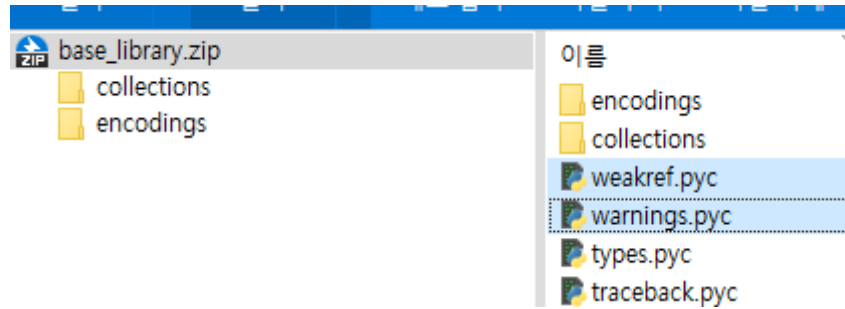 base_library.zip
collections
encodings
이름
encodings
collections
weakref.pyc
warnings.pyc
types.pyc
traceback.pyc